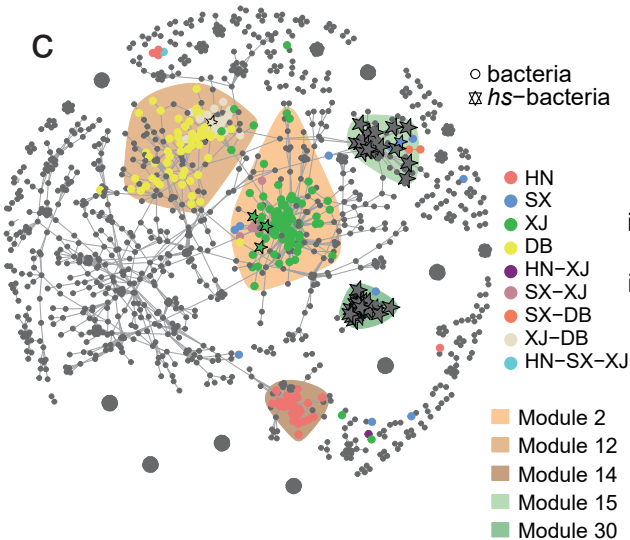 C
bacteria
hs−bacteria
HN
SX
XJ
DB
HN−XJ
SX−XJ
SX−DB
XJ−DB
HN−SX−XJ
i
i
Module 2
Module 12
Module 14
Module 15
Module 30